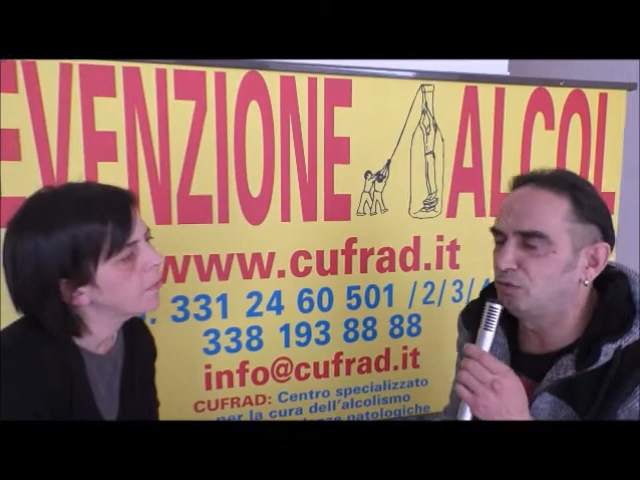 EVENZIONE ALCOL
www.cufrad.it
331 24 60 501 /2/3/
338 193 88 88
info@cufrad.it
CUFRAD: Centro specializzato
per la cura dell'alcolismo
patologiche